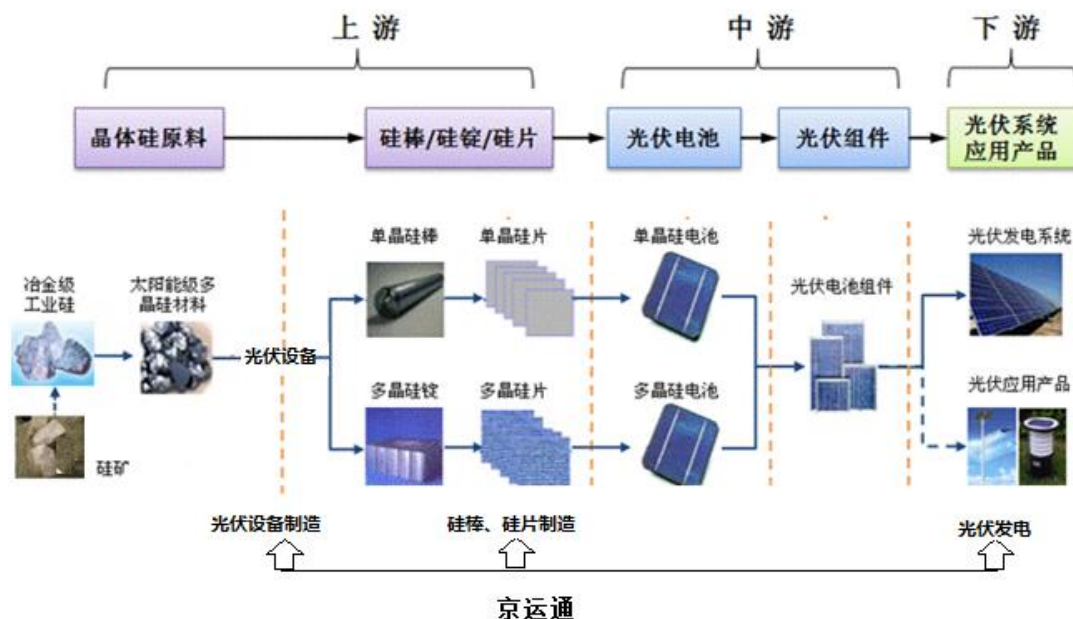 上 游
中 游
下 游
晶体硅原料
硅棒/硅锭/硅片
光伏电池
光伏组件
光伏系统
应用产品
单晶硅棒
单晶硅片
单晶硅电池
光伏发电系统
冶金级
工业硅
太阳能级多
晶硅材料
光伏电池组件
光伏设备
多晶硅锭
多晶硅片
多晶硅电池
光伏应用产品
硅矿
光伏设备制造
硅棒、硅片制造
光伏发电
京运通